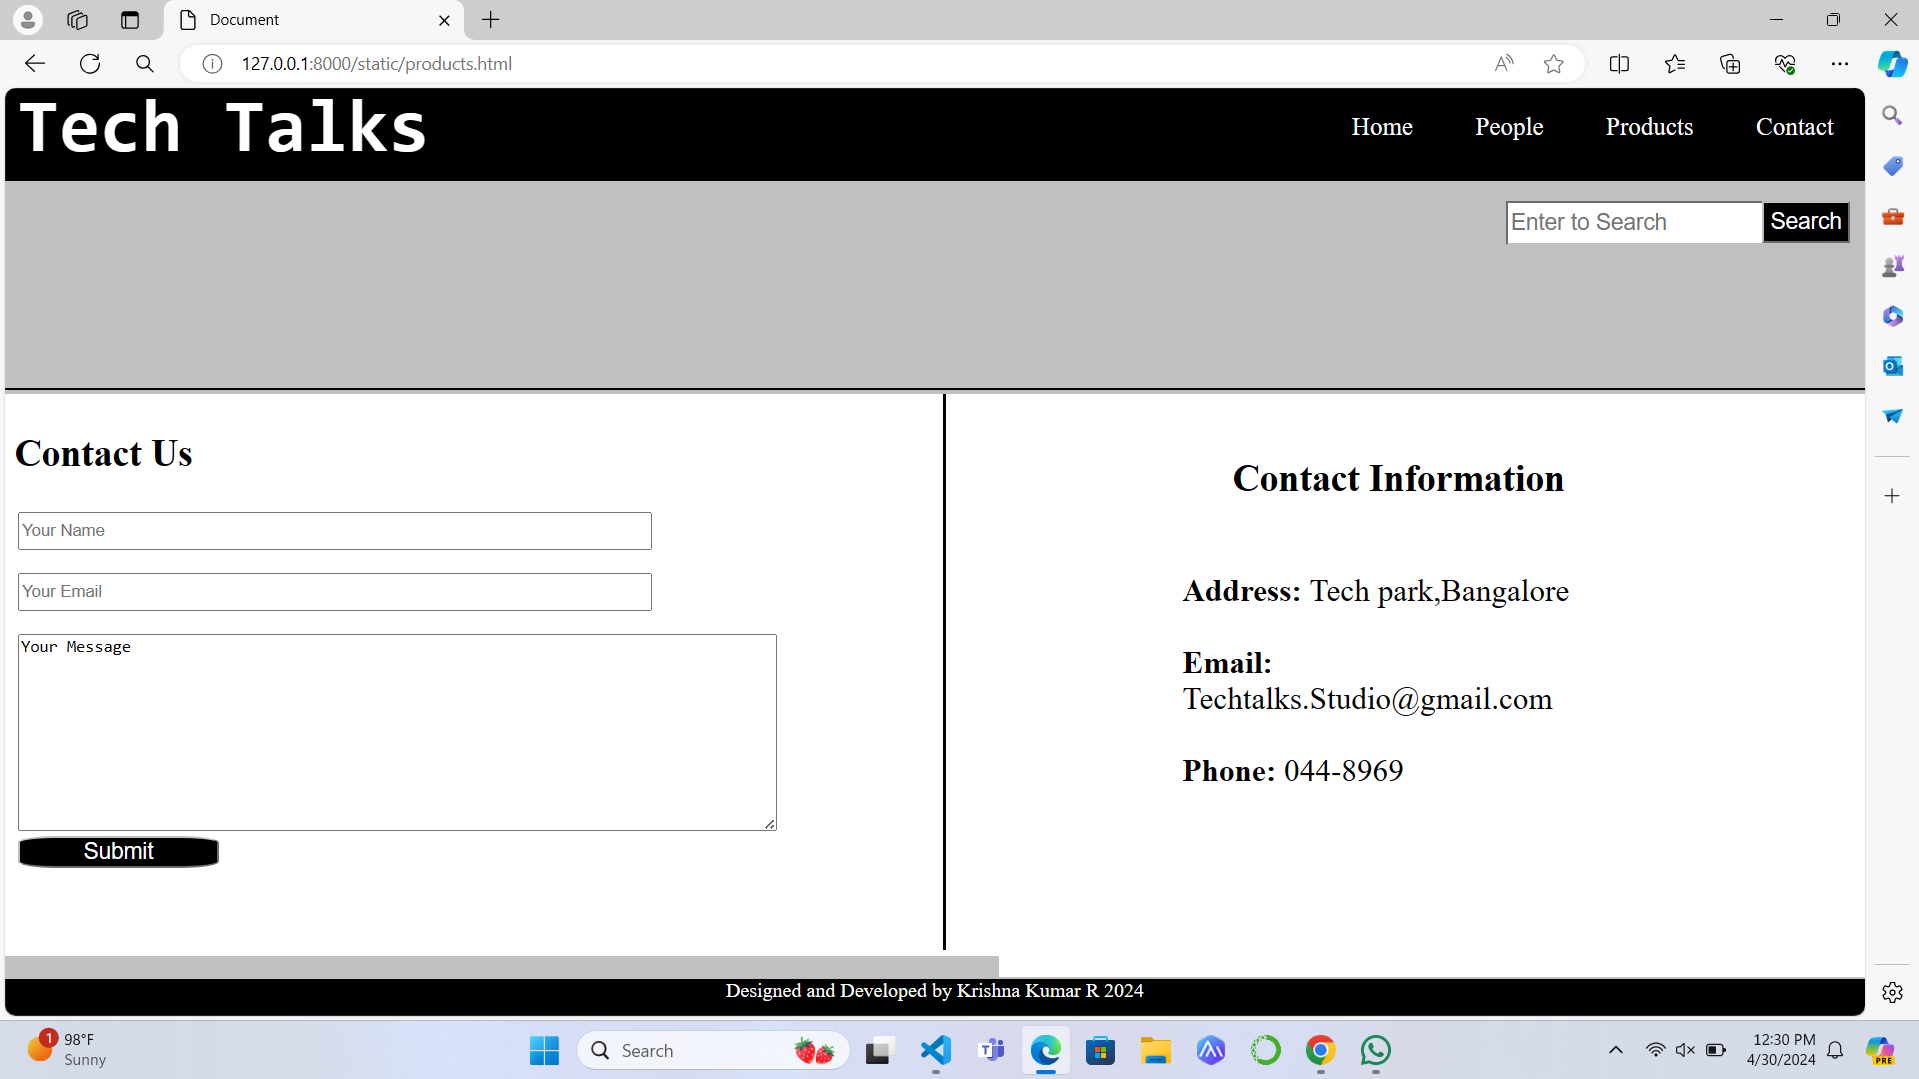 Document
127.0.0.1:8000/static/products.html
Tech Talks
Home People Products Contact
Enter to Search Search
Contact Us
Your Name
Your Email
Your Message
Submit
Contact Information
Address: Tech park,Bangalore
Email:
Techtalks.Studio@gmail.com
Phone: 044-8969
Designed and Developed by Krishna Kumar R 2024
1
98°F
Sunny
Search
12:30 PM
4/30/2024
PRE